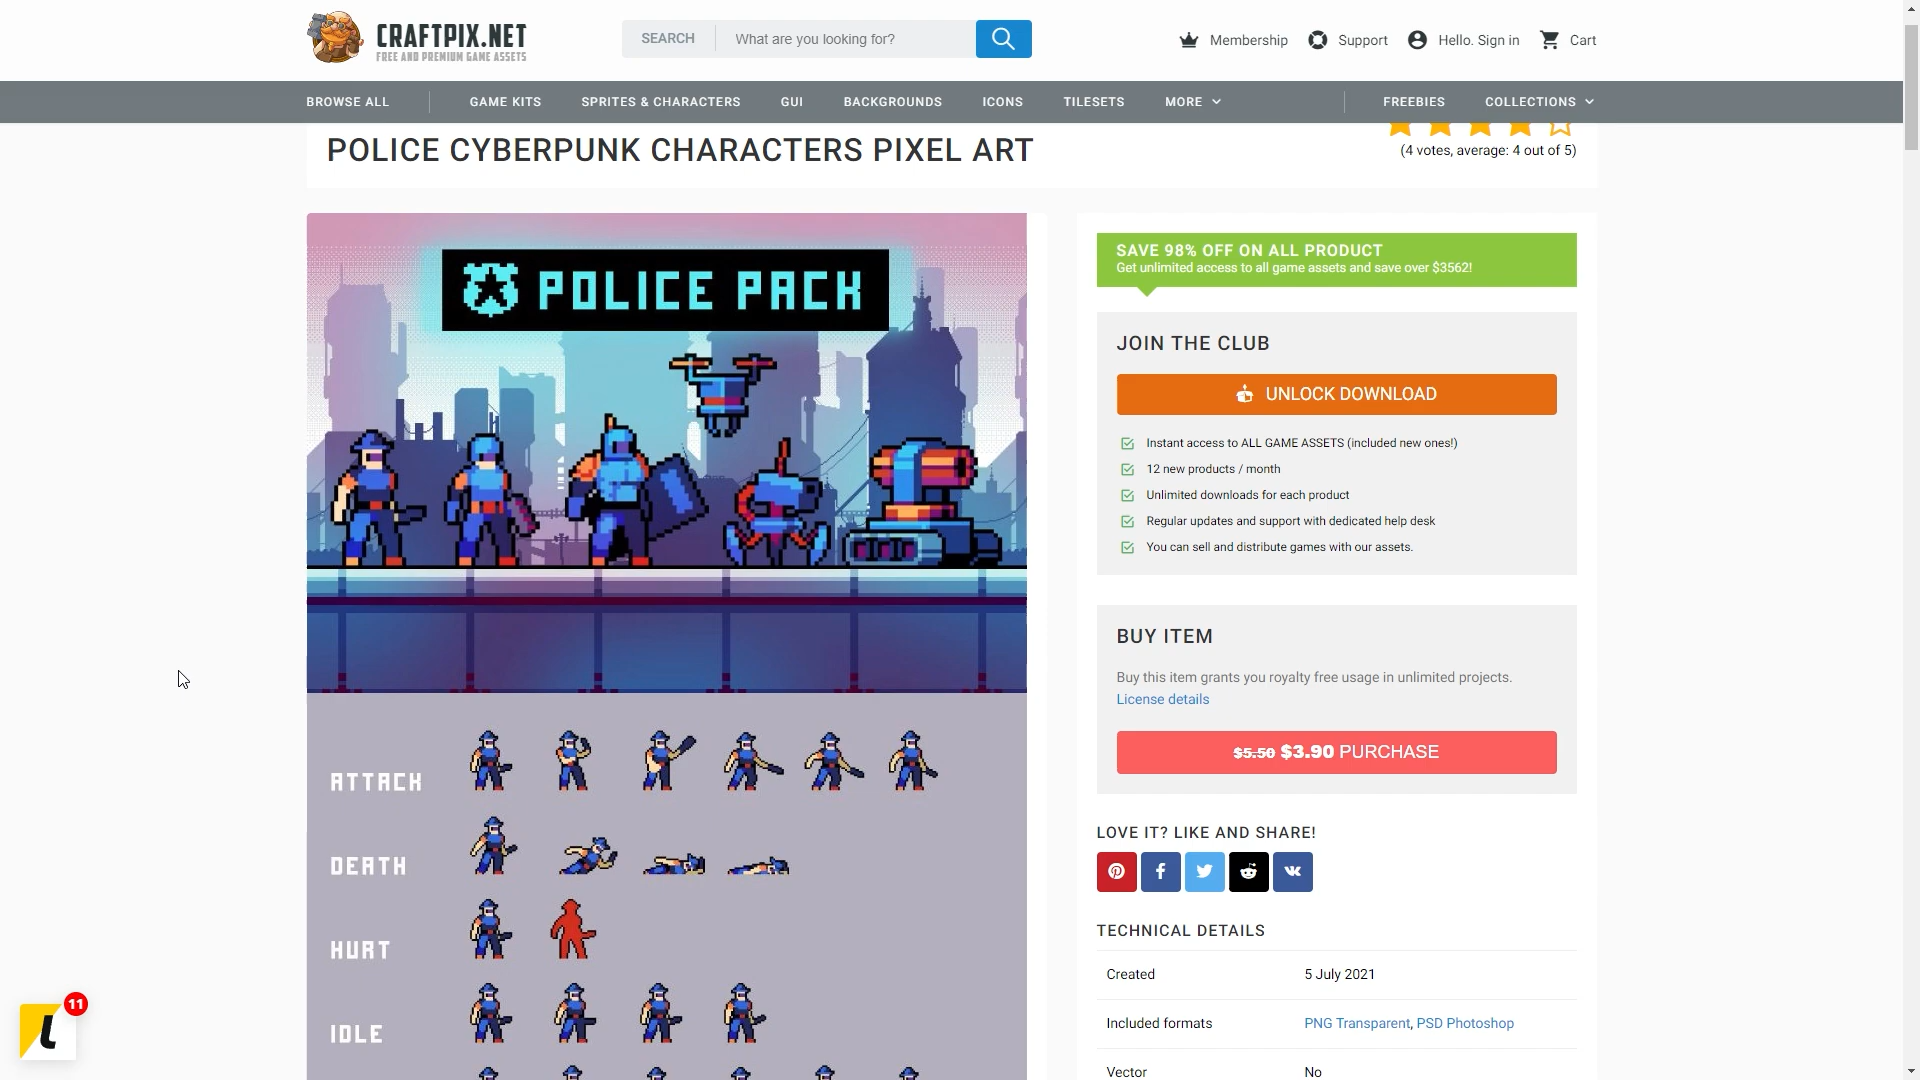 CRAFTPIX.NET
FREE AND PREMIUM GAME ASSETS
SEARCH
What are you looking for?
Membership
Support
Hello. Sign in
Cart
BROWSE ALL
GAME KITS
SPRITES & CHARACTERS
GUI
BACKGROUNDS
ICONS
TILESETS
MORE
FREEBIES
COLLECTIONS
POLICE CYBERPUNK CHARACTERS PIXEL ART
(4 votes, average: 4 out of 5)
POLICE PACK
ATTACK
DEATH
HURT
IDLE
SAVE 98% OFF ON ALL PRODUCT
Get unlimited access to all game assets and save over $3562!
JOIN THE CLUB
UNLOCK DOWNLOAD
Instant access to ALL GAME ASSETS (included new ones!)
12 new products / month
Unlimited downloads for each product
Regular updates and support with dedicated help desk
You can sell and distribute games with our assets.
BUY ITEM
Buy this item grants you royalty free usage in unlimited projects.
License details
$5.50 $3.90 PURCHASE
LOVE IT? LIKE AND SHARE!
TECHNICAL DETAILS
Created 5 July 2021
Included formats PNG Transparent, PSD Photoshop
Vector No
11